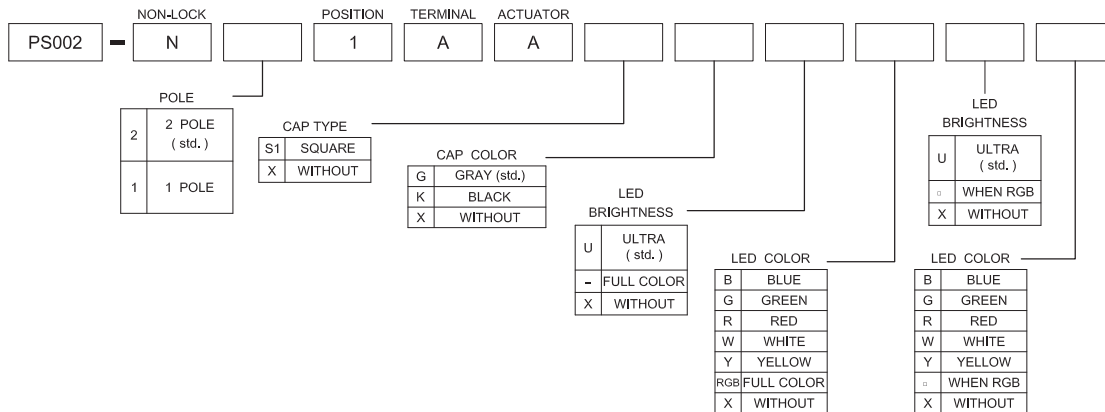 NON-LOCK POSITION TERMINAL ACTUATOR
PS002 - N 1 A A
POLE
2 2 POLE
( std. )
1 1 POLE
CAP TYPE
S1 SQUARE
X WITHOUT
CAP COLOR
G GRAY (std.)
K BLACK
X WITHOUT
LED
BRIGHTNESS
U ULTRA
( std. )
- FULL COLOR
X WITHOUT
LED COLOR
B BLUE
G GREEN
R RED
W WHITE
Y YELLOW
RGB FULL COLOR
X WITHOUT
LED
BRIGHTNESS
U ULTRA
( std. )
▫ WHEN RGB
X WITHOUT
LED COLOR
B BLUE
G GREEN
R RED
W WHITE
Y YELLOW
▫ WHEN RGB
X WITHOUT